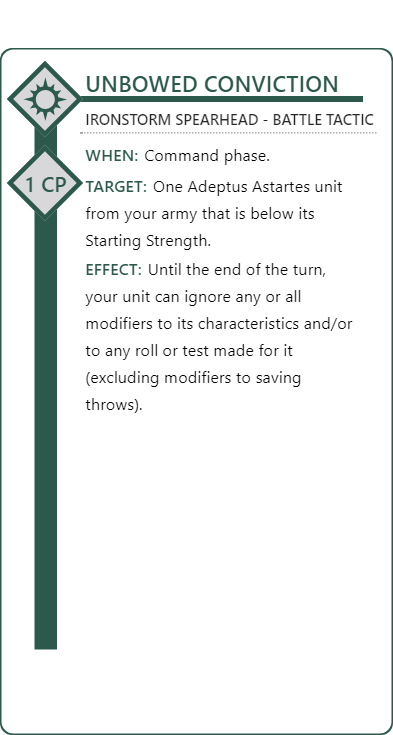 UNBOWED CONVICTION
IRONSTORM SPEARHEAD - BATTLE TACTIC
WHEN: Command phase.
1 CP
TARGET: One Adeptus Astartes unit
from your army that is below its
Starting Strength.
EFFECT: Until the end of the turn,
your unit can ignore any or all
modifiers to its characteristics and/or
to any roll or test made for it
(excluding modifiers to saving
throws).